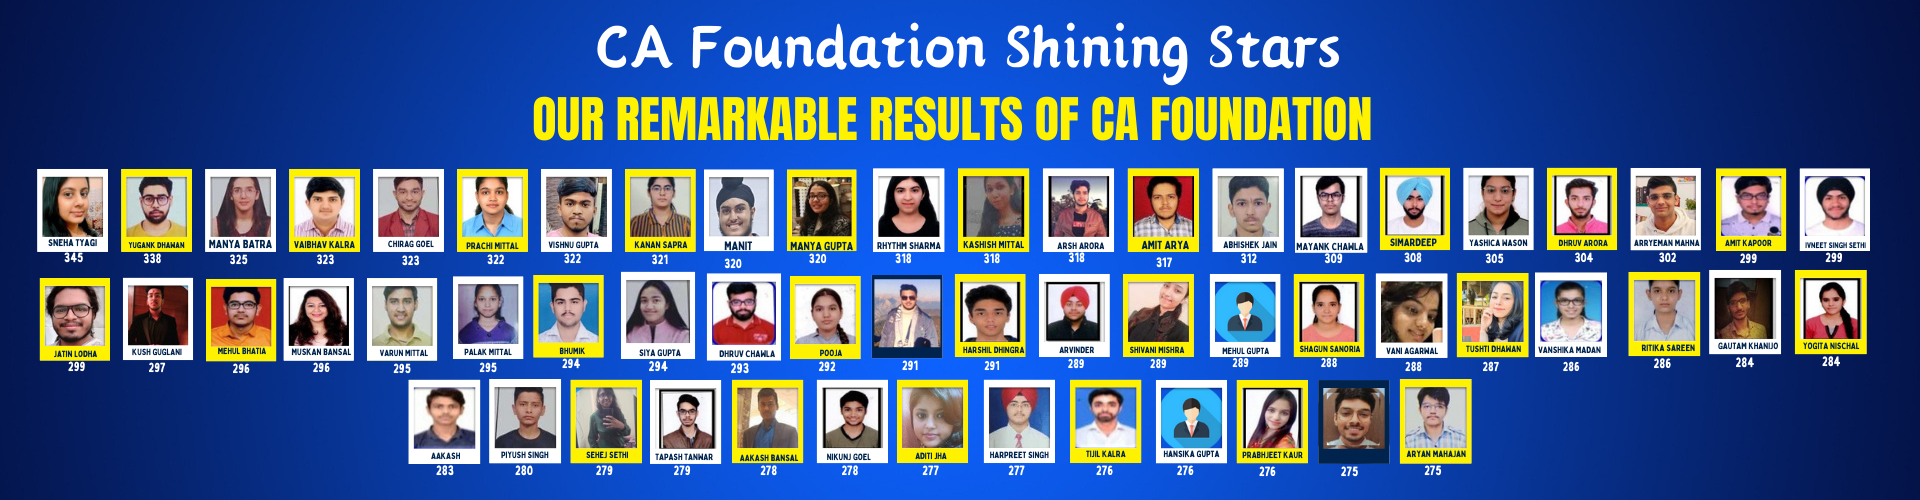 CA Foundation Shining Stars
OUR REMARKABLE RESULTS OF CA FOUNDATION
SNEHA TYAGI YUGANK DHAWAN MANYA BATRA VAIBHAV KALRA CHIRAG GOEL PRACHI MITTAL VISHNU GUPTA KANAN SAPRA MANIT MANYA GUPTA RHYTHM SHARMA KASHISH MITTAL ARSH ARORA AMIT ARYA ABHISHEK JAIN MAYANK CHAWLA SIMARDEEP YASHICA WASON DHRUV ARORA ARRYEMAN MAHNA AMIT KAPOOR IVNEET SINGH SETHI
345 338 325 323 323 322 322 321 320 320 318 318 318 317 312 309 308 305 304 302 299 299
JATIN LODHA KUSH GUGLANI MEHUL BHATIA MUSKAN BANSAL VARUN MITTAL PALAK MITTAL BHUMIK SIYA GUPTA DHRUV CHAWLA POOJA HARSHIL DHINGRA ARVINDER SHIVANI MISHRA MEHUL GUPTA SHAGUN SANORIA VANI AGARWAL TUSHTI DHAWAN VANSHIKA MADAN RITIKA SAREEN GAUTAM KHANIJO YOGITA NISCHAL
299 297 296 296 295 295 294 294 293 292 291 291 289 289 289 288 288 287 286 286 284 284
AAKASH PIYUSH SINGH SEHEJ SETHI TAPASH TANWAR AAKASH BANSAL NIKUNJ GOEL ADITI JHA HARPREET SINGH TIJIL KALRA HANSIKA GUPTA PRABHJEET KAUR ARYAN MAHAJAN
283 280 279 279 278 278 277 277 276 276 276 275 275